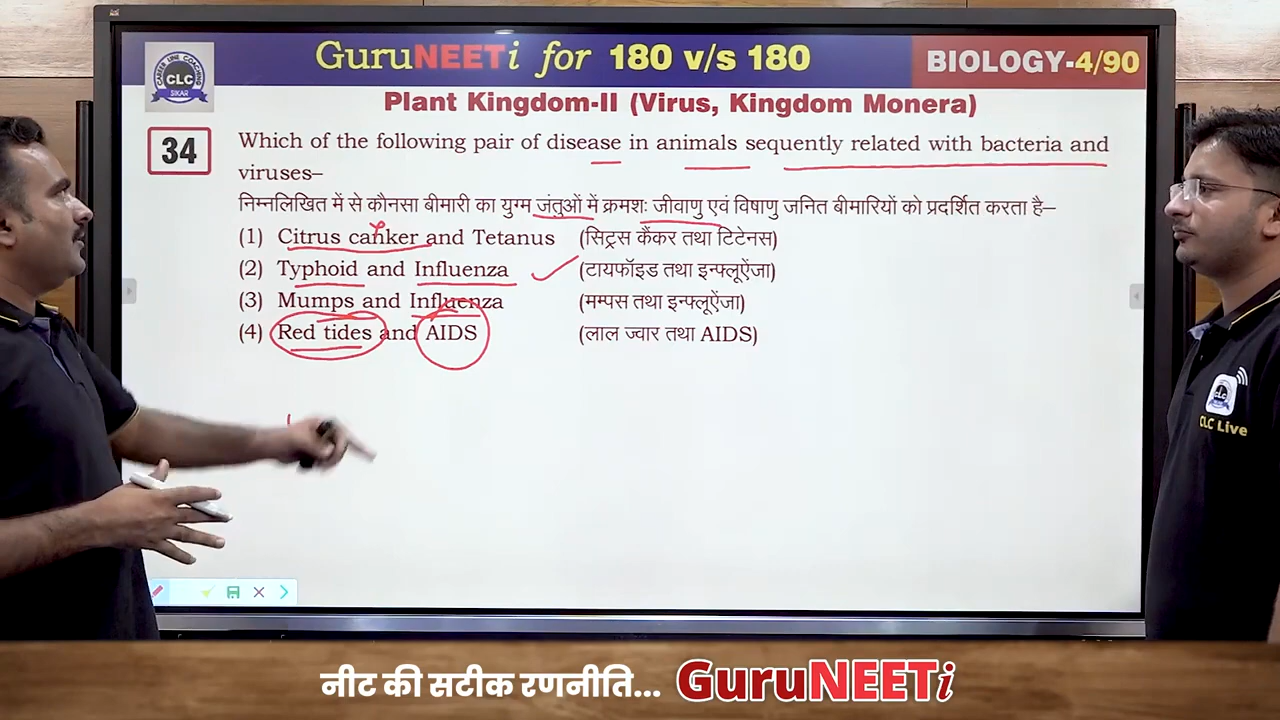 GuruNEETi for 180 v/s 180
BIOLOGY-4/90
CLC
SIKAR
Plant Kingdom-II (Virus, Kingdom Monera)
34
Which of the following pair of disease in animals sequently related with bacteria and
viruses–
निम्नलिखित में से कौनसा बीमारी का युग्म जंतुओं में क्रमशः जीवाणु एवं विषाणु जनित बीमारियों को प्रदर्शित करता है–
(1) Citrus canker and Tetanus (सिट्रस कैंकर तथा टिटेनस)
(2) Typhoid and Influenza (टायफॉइड तथा इन्फ्लूऐंजा)
(3) Mumps and Influenza (मम्पस तथा इन्फ्लूऐंजा)
(4) Red tides and AIDS (लाल ज्वार तथा AIDS)
CLC Live
नीट की सटीक रणनीति... GuruNEETi